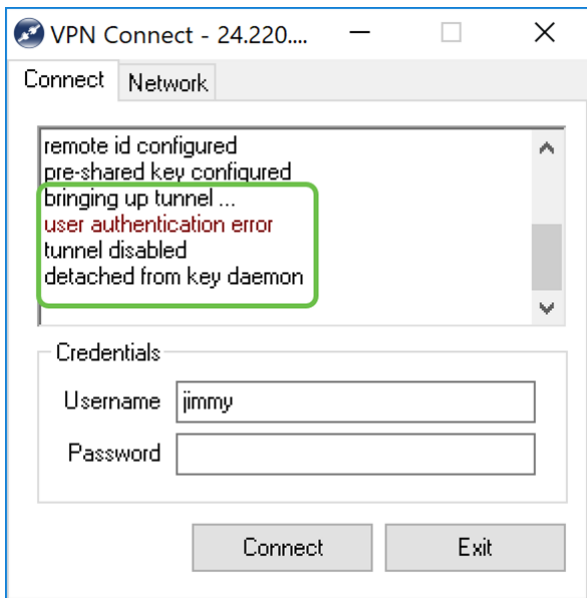 VPN Connect - 24.220....
Connect Network
remote id configured
pre-shared key configured
bringing up tunnel ...
user authentication error
tunnel disabled
detached from key daemon
Credentials
Username jimmy
Password
Connect Exit